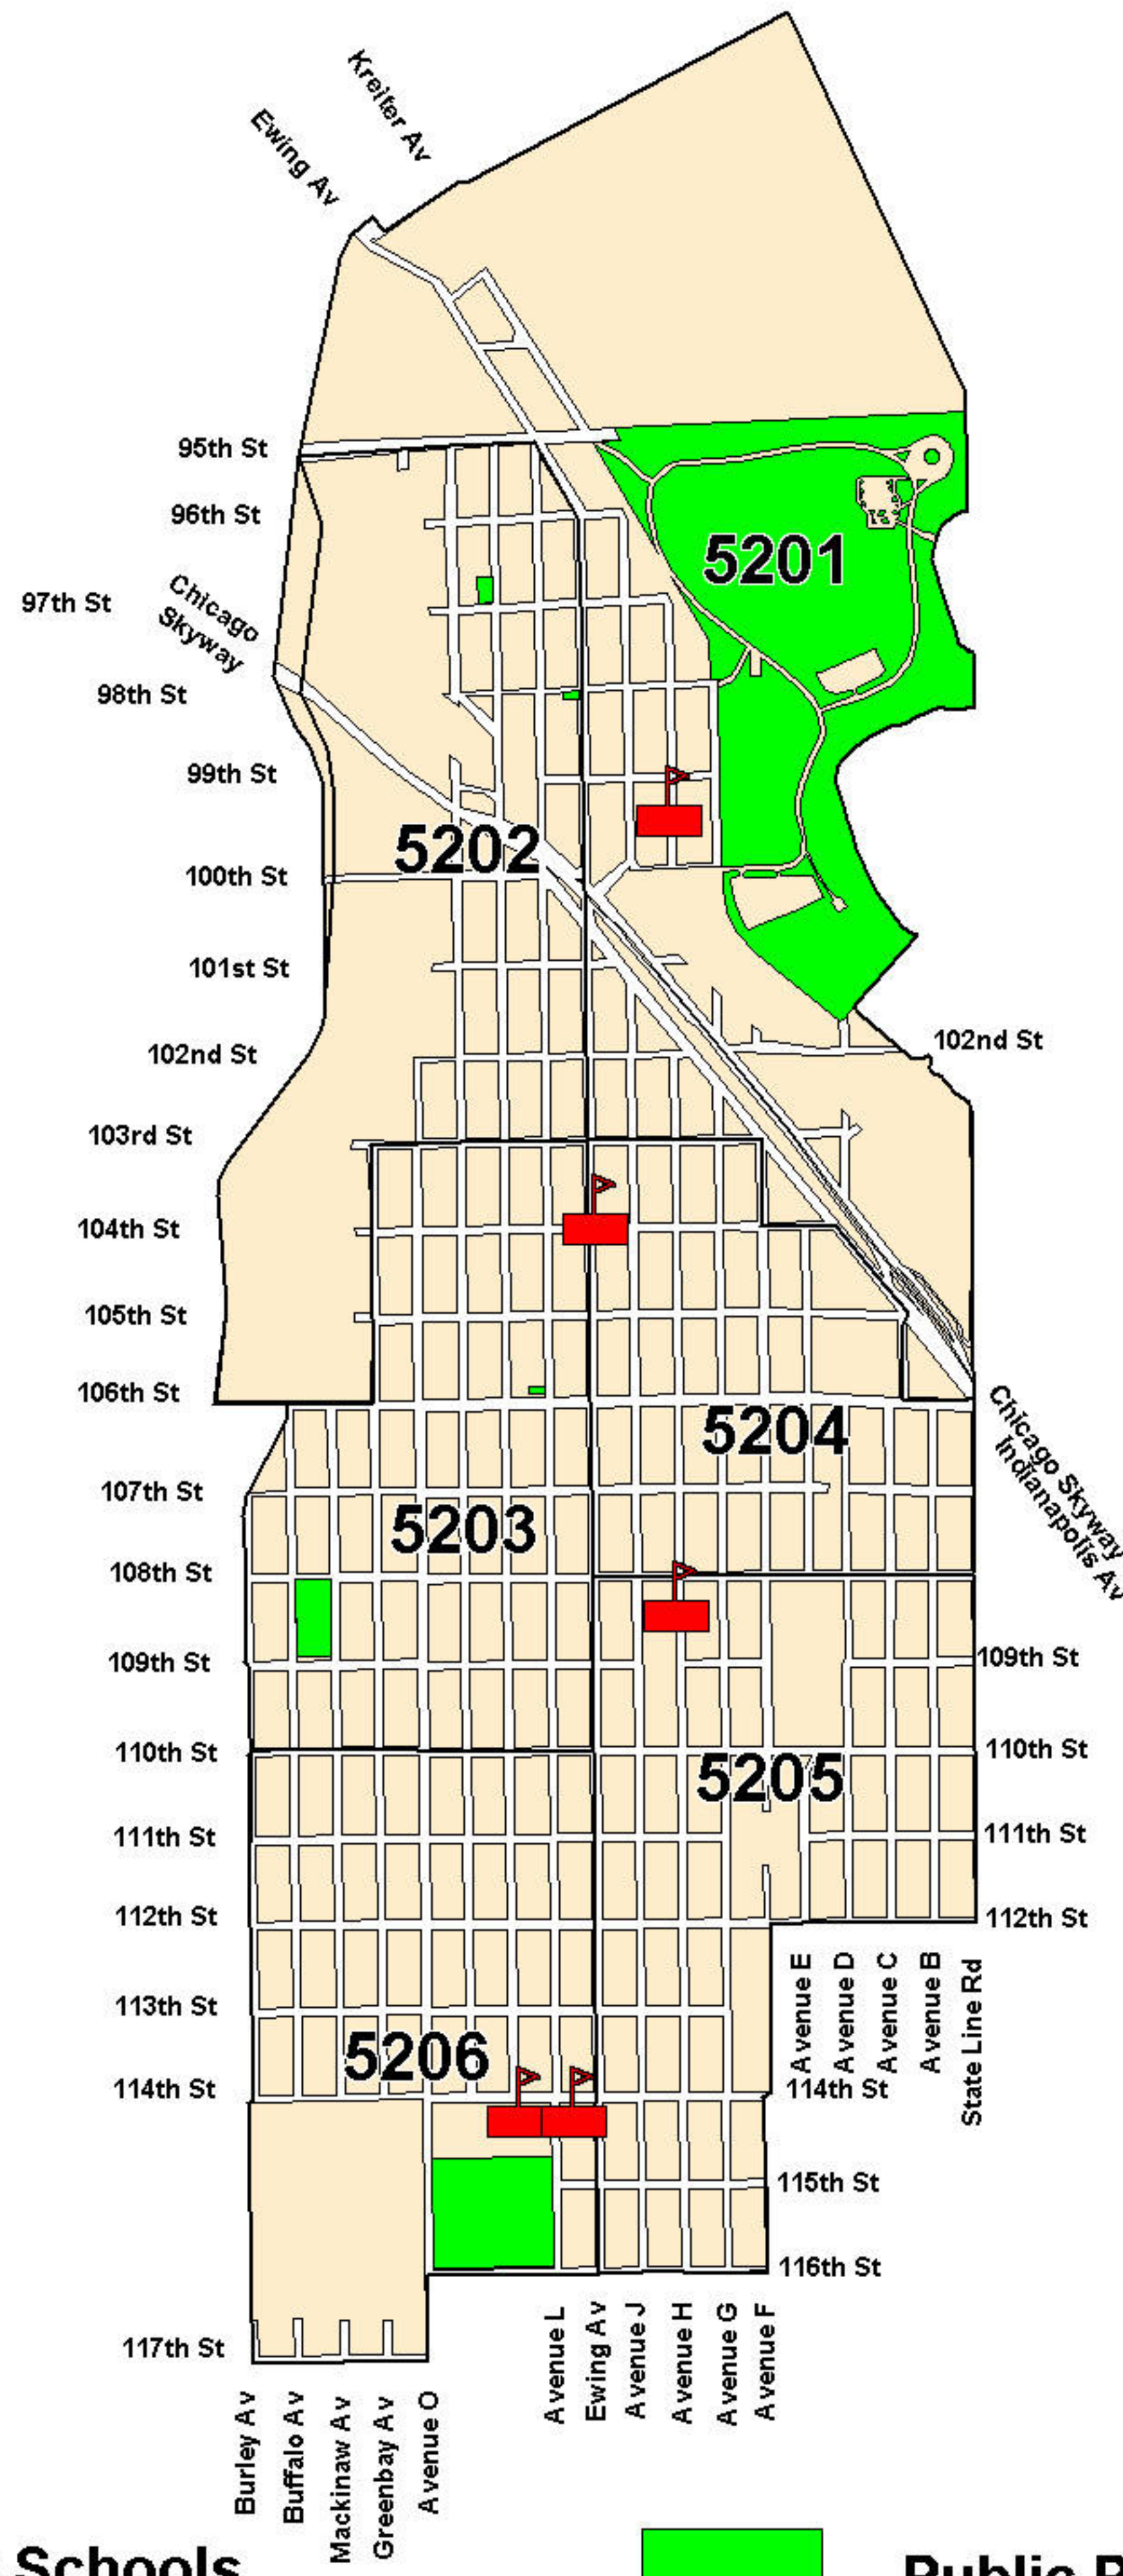 Kreiter Av
Ewing Av
95th St
96th St
5201
97th St
Chicago
Skyway
98th St
99th St
5202
100th St
101st St
102nd St
102nd St
103rd St
104th St
105th St
106th St
Chicago Skyway
Indianapolis Av
5204
107th St
5203
108th St
109th St
109th St
110th St
110th St
5205
111th St
111th St
112th St
112th St
Avenue E
Avenue D
Avenue C
Avenue B
State Line Rd
113th St
5206
114th St
114th St
115th St
116th St
117th St
Avenue L
Ewing Av
Avenue J
Avenue H
Avenue G
Avenue F
Burley Av
Buffalo Av
Mackinaw Av
Greenbay Av
Avenue O
Schools
Public P